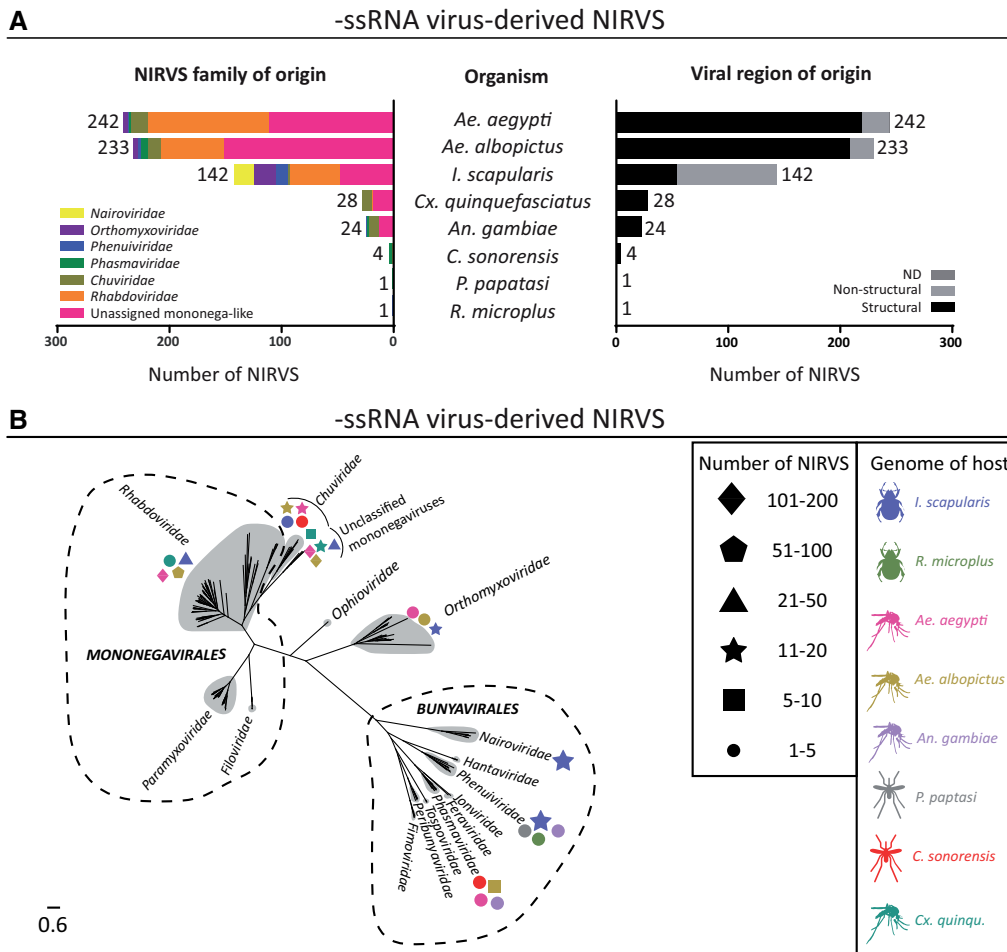 A
-ssRNA virus-derived NIRVS
NIRVS family of origin
Organism
Viral region of origin
242
Ae. aegypti
242
233
Ae. albopictus
233
142
I. scapularis
142
28
Cx. quinquefasciatus
28
24
An. gambiae
24
4
C. sonorensis
4
1
P. papatasi
1
1
R. microplus
1
Nairoviridae
Orthomyxoviridae
Phenuiviridae
Phasmaviridae
Chuviridae
Rhabdoviridae
Unassigned mononega-like
ND
Non-structural
Structural
300
200
100
0
0
100
200
300
Number of NIRVS
Number of NIRVS
B
-ssRNA virus-derived NIRVS
Rhabdoviridae
Chuviridae
Unclassified
mononegaviruses
Ophioviridae
Orthomyxoviridae
MONONEGAVIRALES
Paramyxoviridae
Filoviridae
BUNYAVIRALES
Nairoviridae
Hantaviridae
Phenuiviridae
Jonviridae
Feraviridae
Phasmaviridae
Tospoviridae
Peribunyaviridae
Fimoviridae
0.6
Number of NIRVS
101-200
51-100
21-50
11-20
5-10
1-5
Genome of host
I. scapularis
R. microplus
Ae. aegypti
Ae. albopictus
An. gambiae
P. paptasi
C. sonorensis
Cx. quinqu.